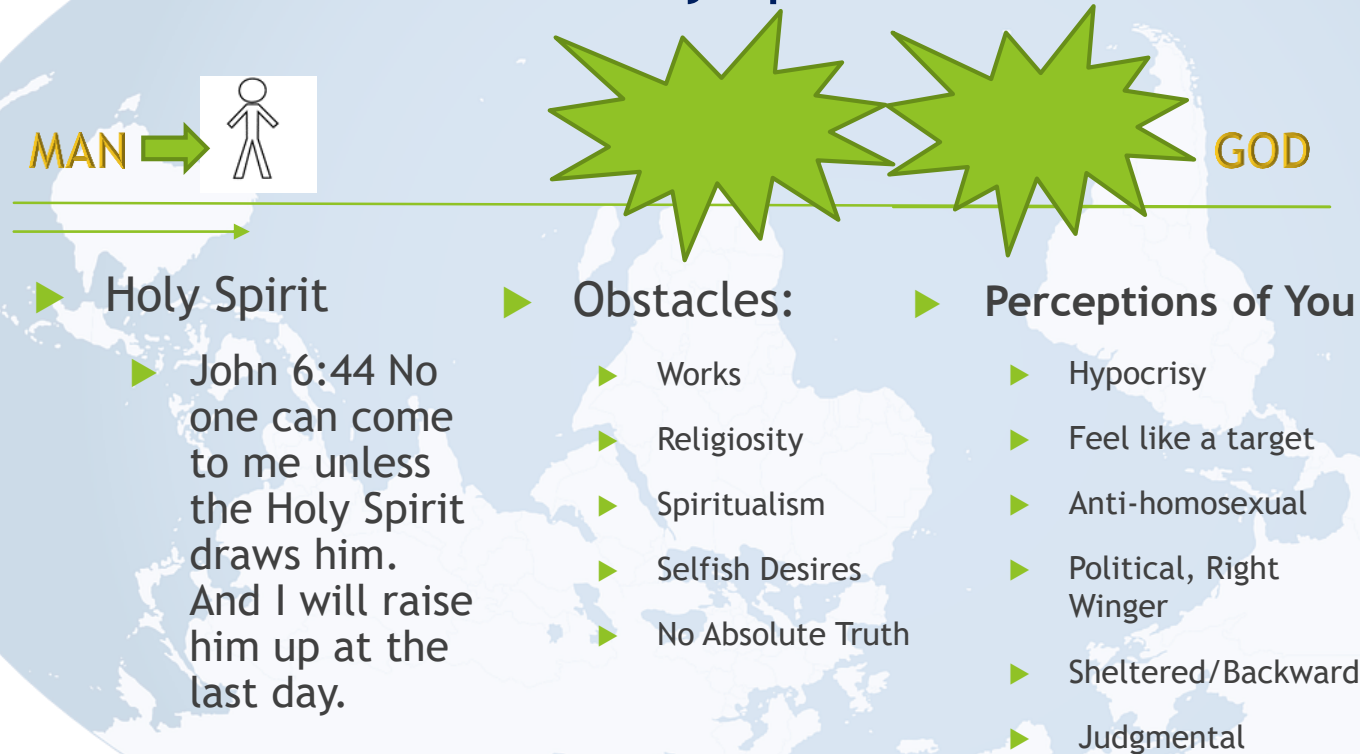 MAN
GOD
Holy Spirit
John 6:44 No
one can come
to me unless
the Holy Spirit
draws him.
And I will raise
him up at the
last day.
Obstacles:
Works
Religiosity
Spiritualism
Selfish Desires
No Absolute Truth
Perceptions of You
Hypocrisy
Feel like a target
Anti-homosexual
Political, Right
Winger
Sheltered/Backward
Judgmental